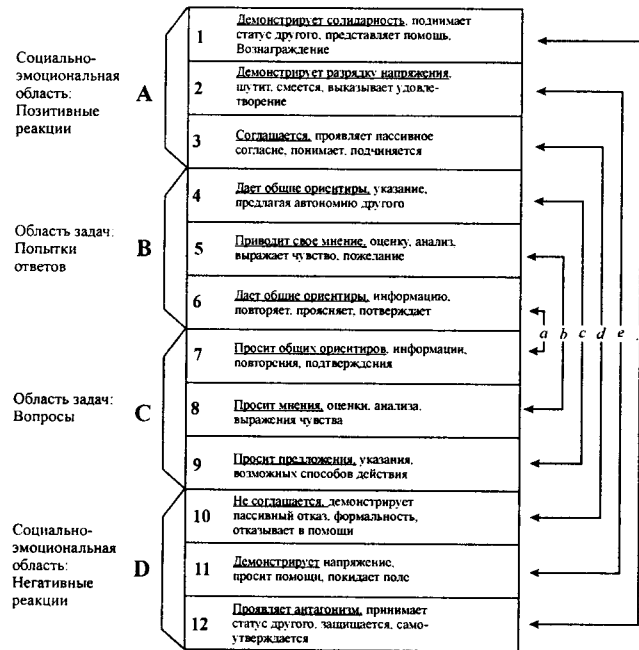 Социально-
эмоциональная
область:
Позитивные
реакции
A
1
Демонстрирует солидарность, поднимает
статус другого, представляет помощь,
Вознаграждение
2
Демонстрирует разрядку напряжения,
шутит, смеется, выказывает удовле-
творение
3
Соглашается, проявляет пассивное
согласие, понимает, подчиняется
Область задач:
Попытки
ответов
B
4
Дает общие ориентиры, указание,
предлагая автономию другого
5
Приводит свое мнение, оценку, анализ,
выражает чувство, пожелание
6
Дает общие ориентиры, информацию,
повторяет, проясняет, потверждает
Область задач:
Вопросы
C
7
Просит общих ориентиров, информации,
повторения, подтверждения
8
Просит мнения, оценки, анализа,
выражения чувства
9
Просит предложения, указания,
возможных способов действия
Социально-
эмоциональная
область:
Негативные
реакции
D
10
Не соглашается, демонстрирует
пассивный отказ, формальность,
отказывает в помощи
11
Демонстрирует напряжение,
просит помощи, покидает поле
12
Проявляет антагонизм, принимает
статус другого, защищается, само-
утверждается
a b c d e